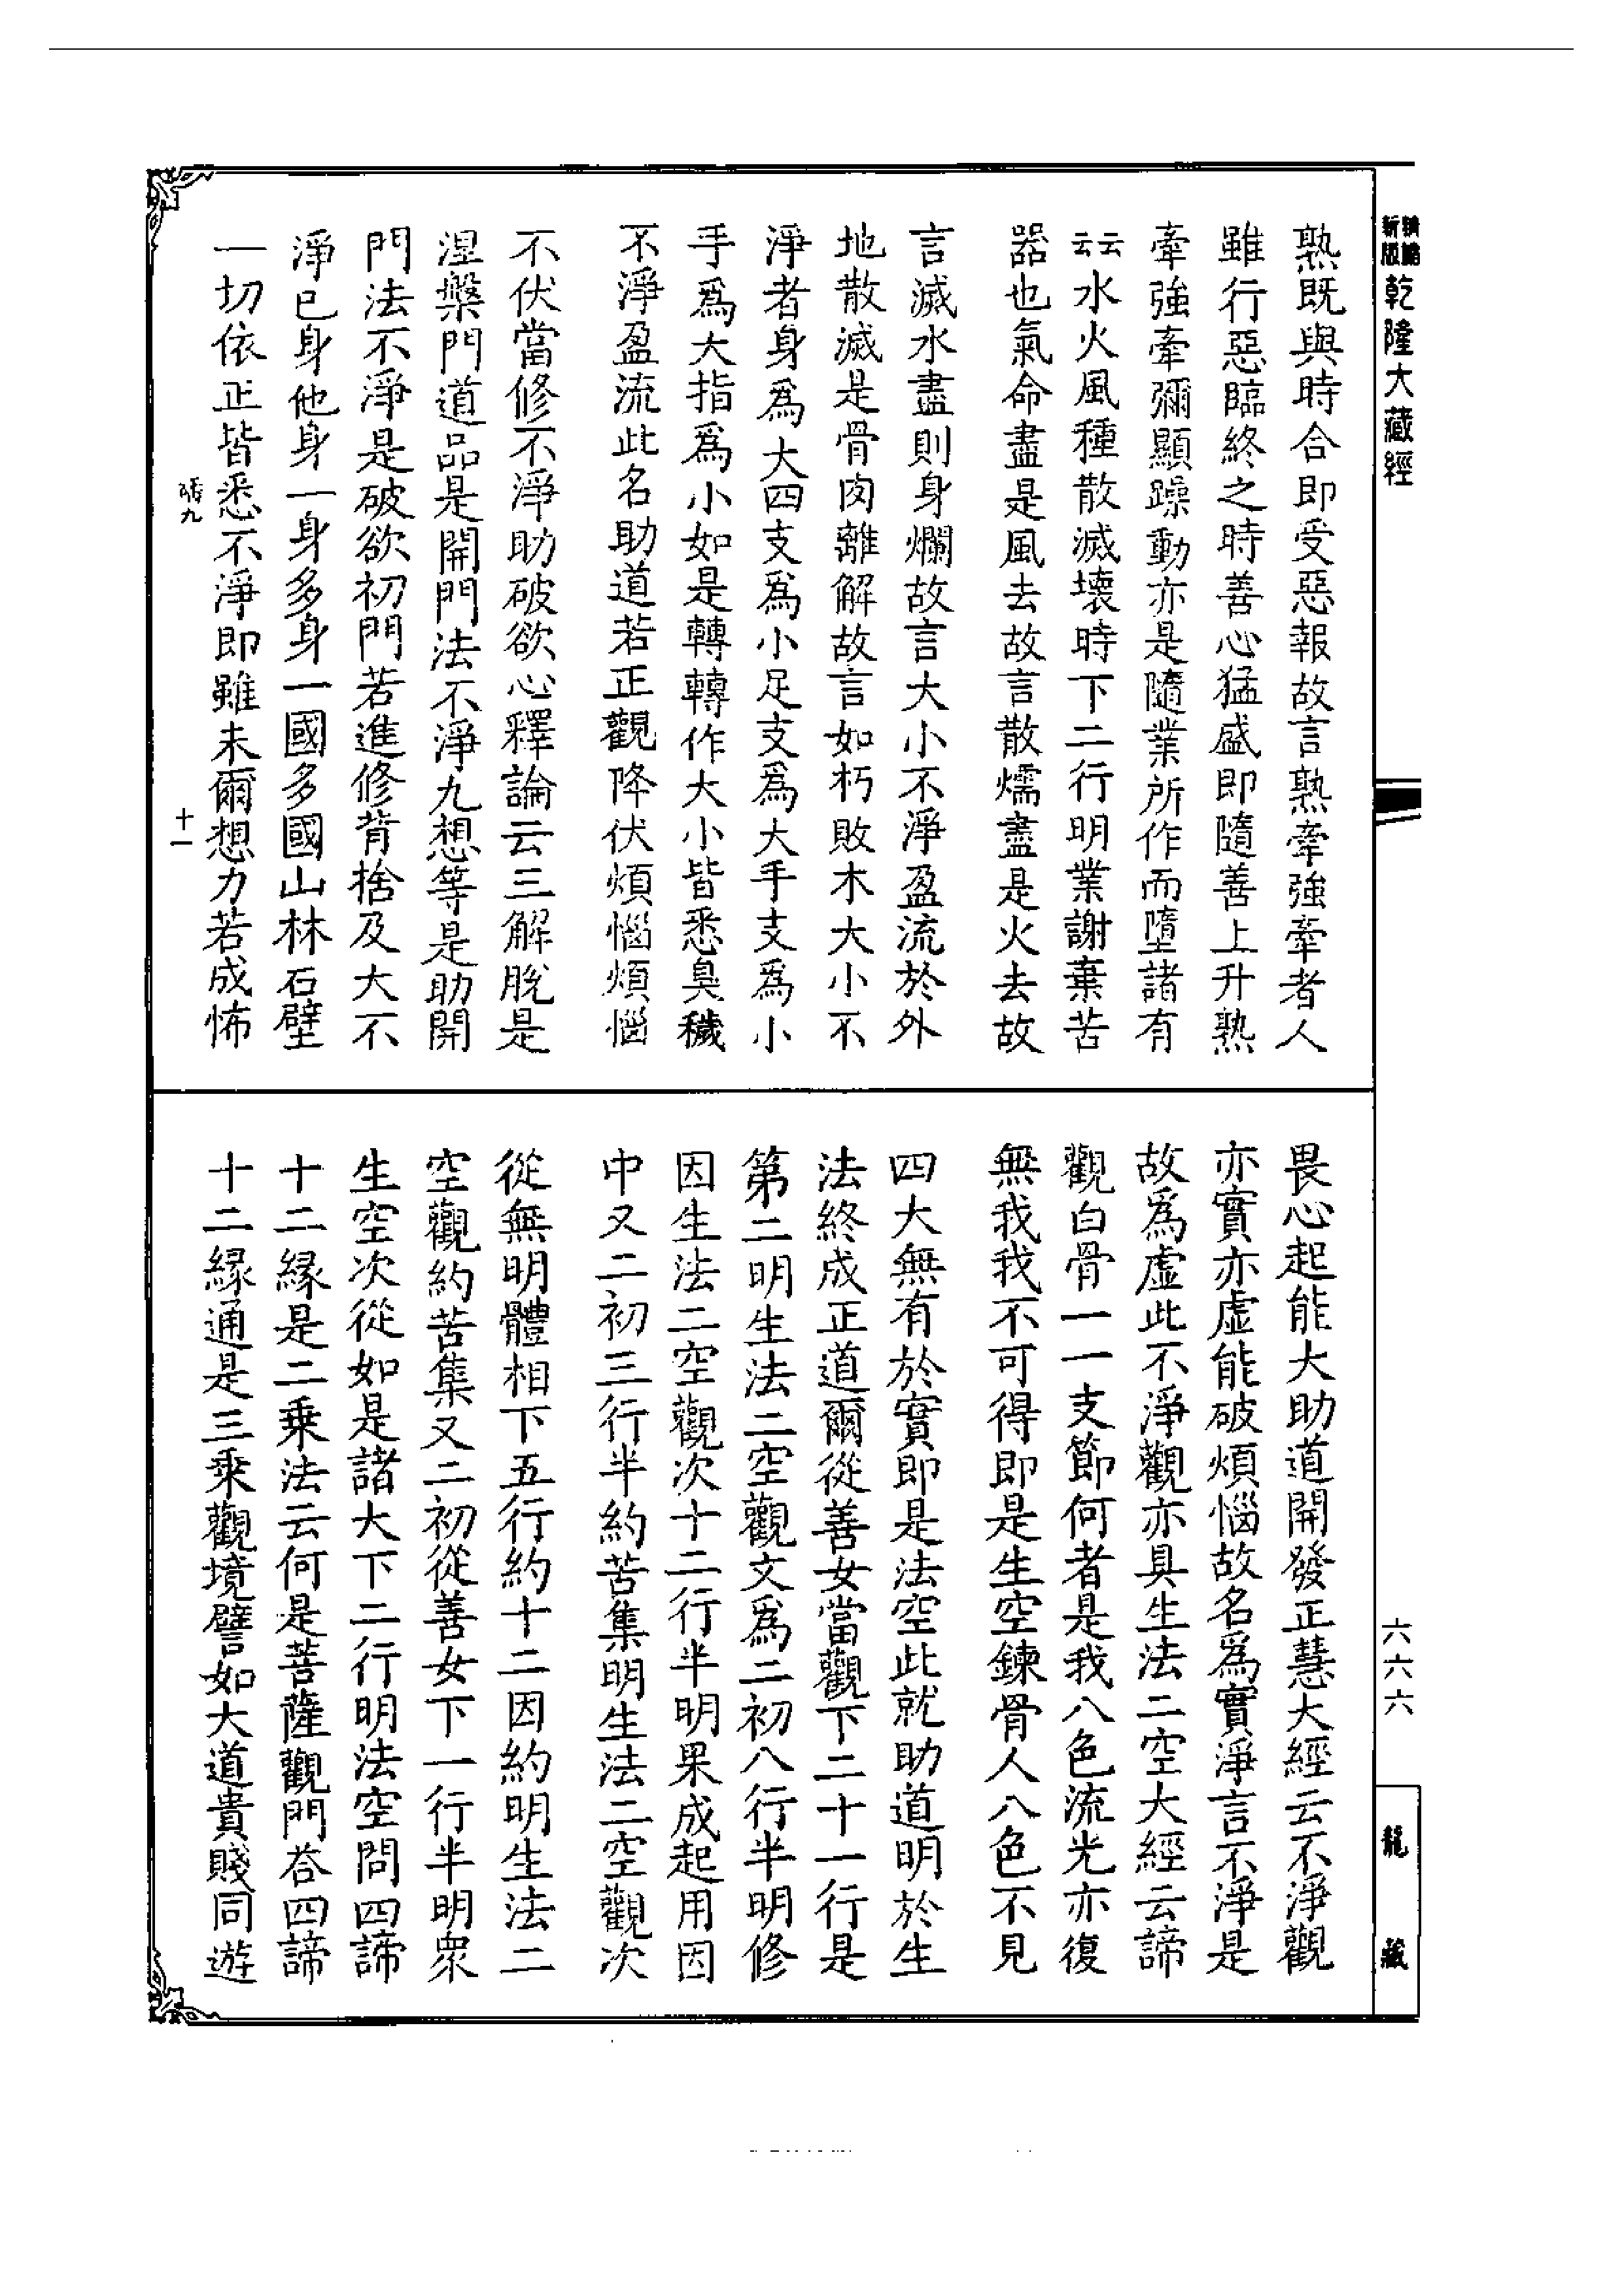 乾隆大藏經
熟既與時合即受惡報故言熟牽強牽者人
雖行惡臨終之時善心猛盛即隨善上升熟
牽強牽彌顯躁動亦是隨業所作而墮諸有
云云水火風種散滅壞時下二行明業謝棄苦
器也氣命盡是風去故言散燸盡是火去故
言滅水盡則身爛故言大小不淨盈流於外
地散滅是骨肉離解故言如朽敗木大小不
淨者身爲大四支爲小足支爲大手支爲小
手爲大指爲小如是轉轉作大小皆悉臭穢
不淨盈流此名助道若正觀降伏煩惱煩惱
不伏當修不淨助破欲心釋論云三解脫是
涅槃門道品是開門法不淨九想等是助開
門法不淨是破欲初門若進修背捨及大不
淨已身他身一身多身一國多國山林石壁
一切依正皆悉不淨即雖未爾想力若成怖
十一
畏心起能大助道開發正慧大經云不淨觀
亦實亦虛能破煩惱故名爲實淨言不淨是
故爲虛此不淨觀亦具生法二空大經云諦
觀白骨一一支節何者是我八色流光亦復
無我我不可得即是生空鍊骨人八色不見
四大無有於實即是法空此就助道明於生
法終成正道爾從善女當觀下二十一行是
第二明生法二空觀文爲二初八行半明修
因生法二空觀次十二行半明果成起用因
中又二初三行半約苦集明生法二空觀次
從無明體相下五行約十二因約明生法二
空觀約苦集又二初從善女下一行半明衆
生空次從如是諸大下二行明法空問四諦
十二緣是二乘法云何是菩薩觀門荅四諦
十二緣通是三乘觀境譬如大道貴賤同遊
六六六
龍藏